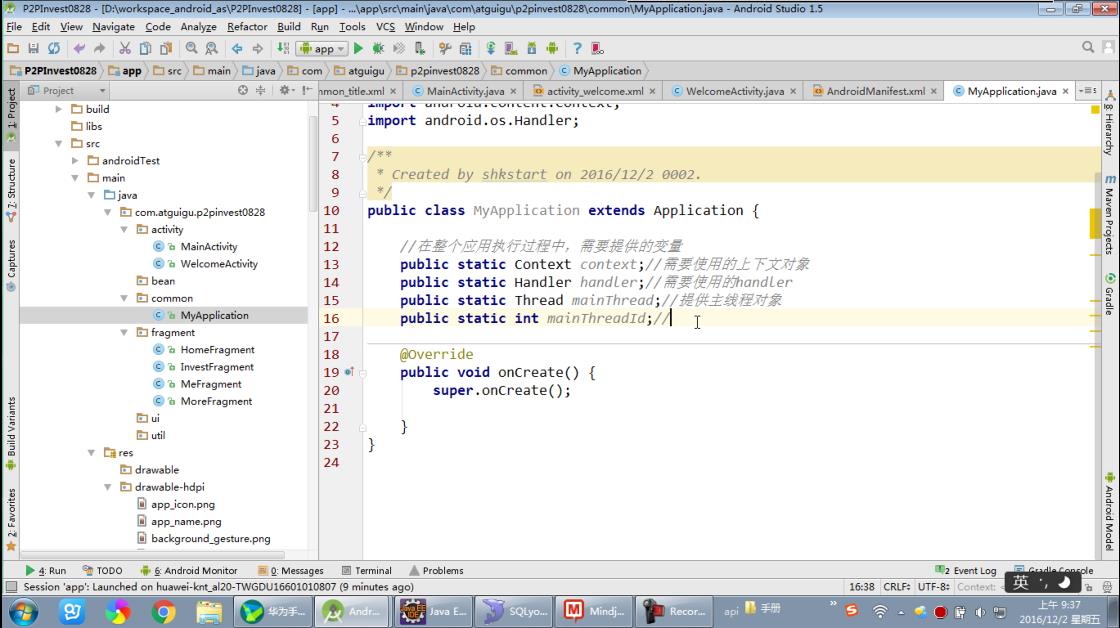 P2PInvest0828 - [D:\workspace_android_as\P2PInvest0828] - [app] - ...\app\src\main\java\com\atguigu\p2pinvest0828\common\MyApplication.java - Android Studio 1.5
File Edit View Navigate Code Analyze Refactor Build Run Tools VCS Window Help
app
P2PInvest0828 app src main java com atguigu p2pinvest0828 common MyApplication
Project
mmon_title.xml MainActivity.java activity_welcome.xml WelcomeActivity.java AndroidManifest.xml MyApplication.java
1: Project
7: Structure
Captures
Build Variants
2: Favorites
build
libs
src
androidTest
main
java
com.atguigu.p2pinvest0828
activity
MainActivity
WelcomeActivity
bean
common
MyApplication
fragment
HomeFragment
InvestFragment
MeFragment
MoreFragment
ui
util
res
drawable
drawable-hdpi
app_icon.png
app_name.png
background_gesture.png
4 import android.content.Context;
5 import android.os.Handler;
6
7 /**
8 * Created by shkstart on 2016/12/2 0002.
9 */
10 public class MyApplication extends Application {
11
12 //在整个应用执行过程中，需要提供的变量
13 public static Context context;//需要使用的上下文对象
14 public static Handler handler;//需要使用的handler
15 public static Thread mainThread;//提供主线程对象
16 public static int mainThreadId;//
17
18 @Override
19 public void onCreate() {
20 super.onCreate();
21
22 }
23 }
24
8: Hierarchy
Maven Projects
Gradle
Android Model
4: Run TODO 6: Android Monitor 0: Messages Terminal Problems 2 Event Log Gradle Console
Session 'app': Launched on huawei-knt_al20-TWGDU16601010807 (9 minutes ago) 16:38 CRLF÷ UTF-8÷ Context:
英
华为手... Andr... Java E... SQLyo... Mindj... Recor... api 手册 上午 9:37
2016/12/2 星期五